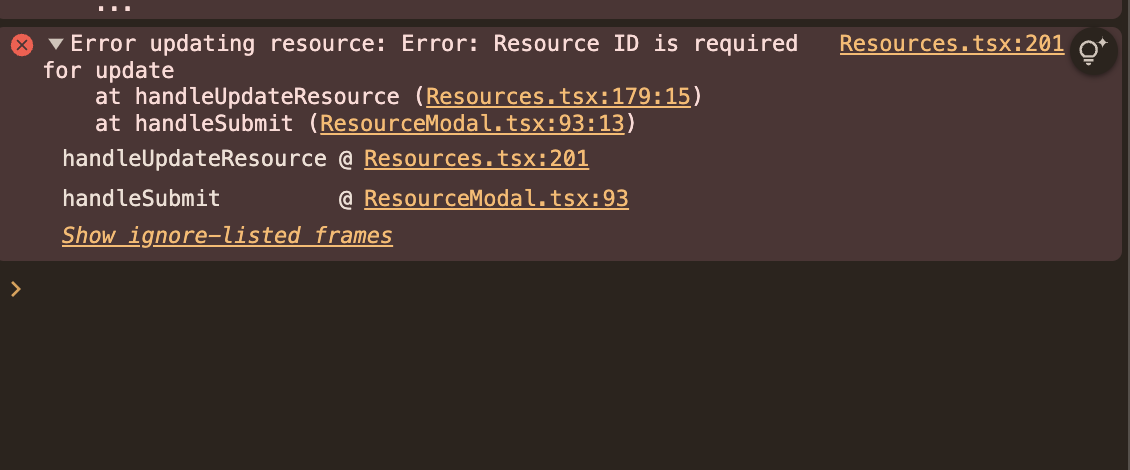 ...
Error updating resource: Error: Resource ID is required Resources.tsx:201
for update
at handleUpdateResource (Resources.tsx:179:15)
at handleSubmit (ResourceModal.tsx:93:13)
handleUpdateResource @ Resources.tsx:201
handleSubmit @ ResourceModal.tsx:93
Show ignore-listed frames